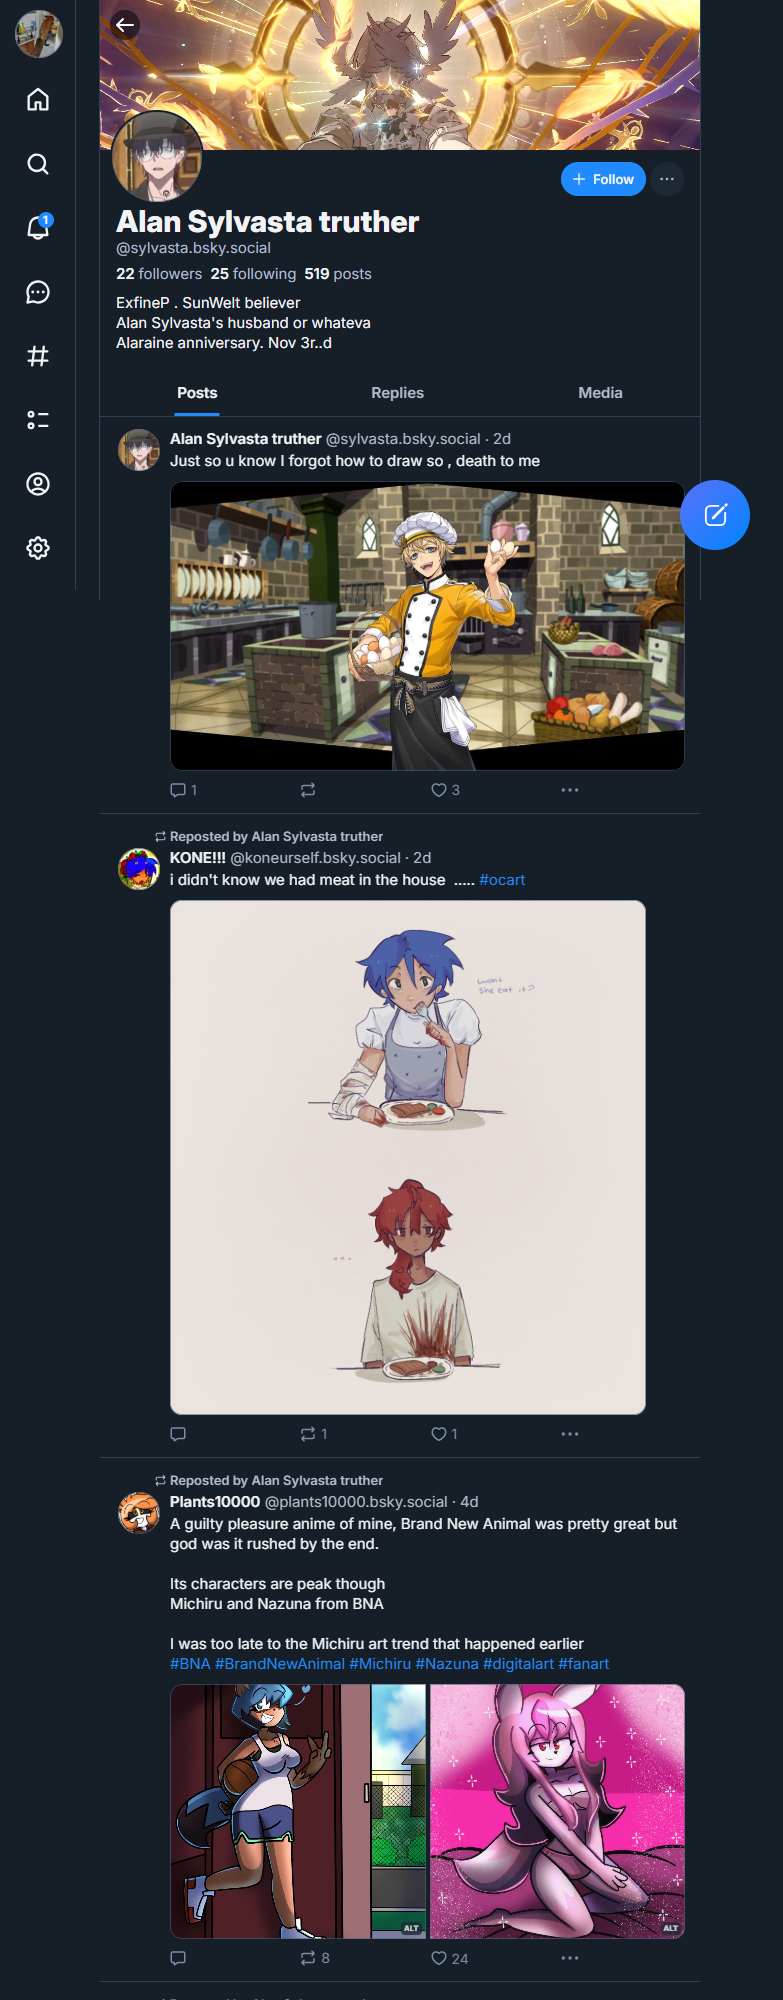 1
Follow
Alan Sylvasta truther
@sylvasta.bsky.social
22 followers 25 following 519 posts
ExfineP . SunWelt believer
Alan Sylvasta's husband or whateva
Alaraine anniversary. Nov 3r..d
Posts Replies Media
Alan Sylvasta truther @sylvasta.bsky.social · 2d
Just so u know I forgot how to draw so , death to me
1 3
Reposted by Alan Sylvasta truther
KONE!!! @koneurself.bsky.social · 2d
i didn't know we had meat in the house ..... #ocart
wont
she eat it?
...
1 1
Reposted by Alan Sylvasta truther
Plants10000 @plants10000.bsky.social · 4d
A guilty pleasure anime of mine, Brand New Animal was pretty great but
god was it rushed by the end.
Its characters are peak though
Michiru and Nazuna from BNA
I was too late to the Michiru art trend that happened earlier
#BNA #BrandNewAnimal #Michiru #Nazuna #digitalart #fanart
ALT ALT
8 24